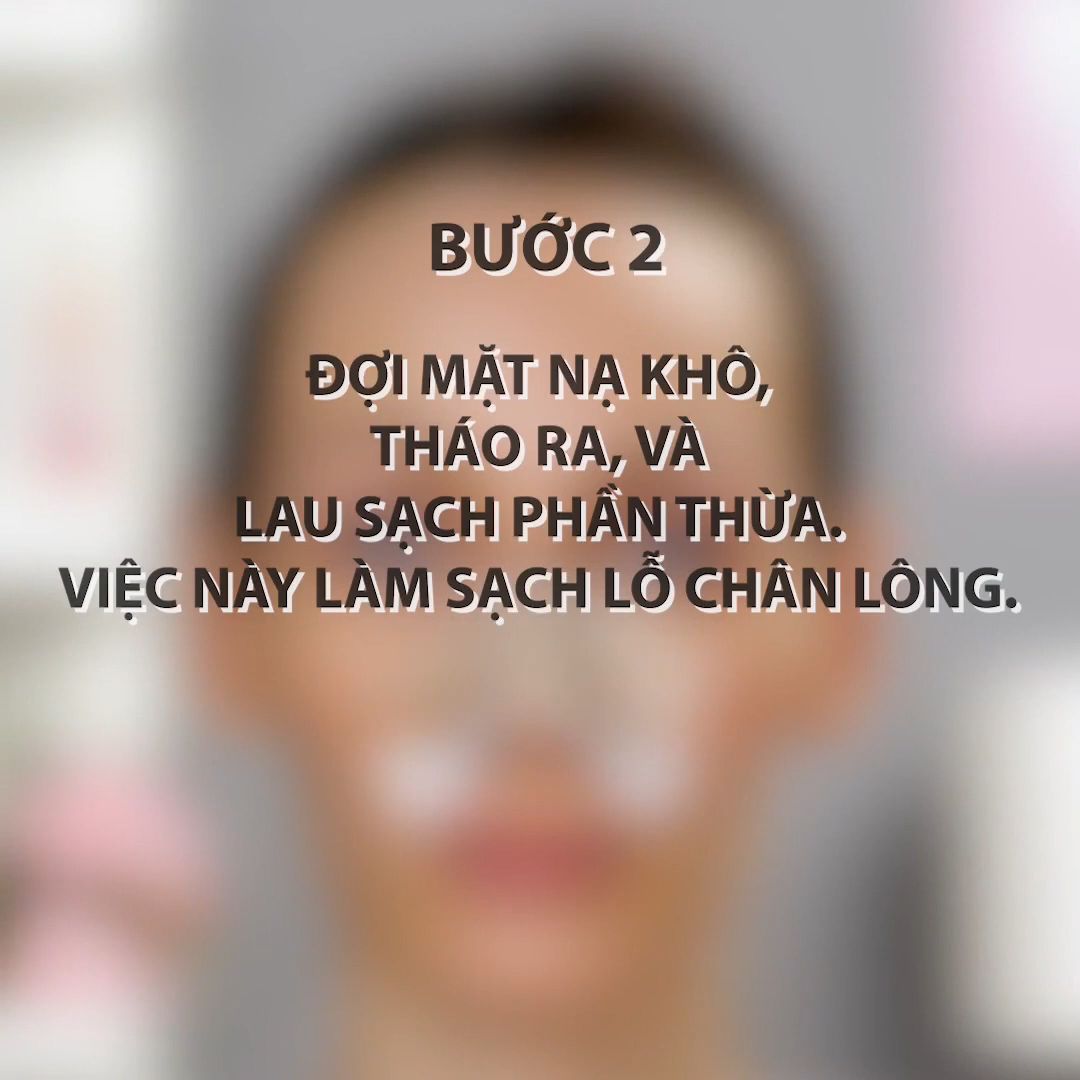 BƯỚC 2
ĐỢI MẶT NẠ KHÔ,
THÁO RA, VÀ
LAU SẠCH PHẦN THỪA.
VIỆC NÀY LÀM SẠCH LỖ CHÂN LÔNG.